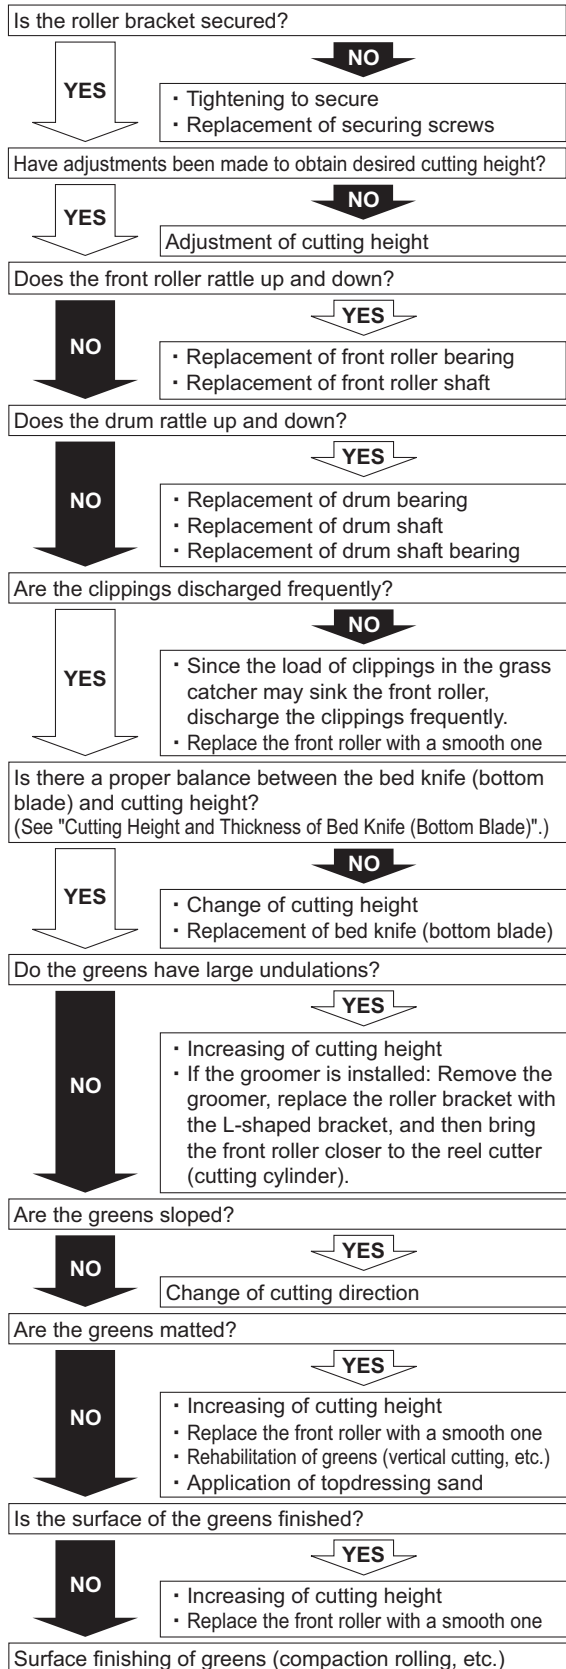 Is the roller bracket secured?
NO
YES
・Tightening to secure
・Replacement of securing screws
Have adjustments been made to obtain desired cutting height?
NO
YES
Adjustment of cutting height
Does the front roller rattle up and down?
YES
NO
・Replacement of front roller bearing
・Replacement of front roller shaft
Does the drum rattle up and down?
YES
NO
・Replacement of drum bearing
・Replacement of drum shaft
・Replacement of drum shaft bearing
Are the clippings discharged frequently?
NO
YES
・Since the load of clippings in the grass
catcher may sink the front roller,
discharge the clippings frequently.
・Replace the front roller with a smooth one
Is there a proper balance between the bed knife (bottom
blade) and cutting height?
(See "Cutting Height and Thickness of Bed Knife (Bottom Blade)".)
NO
YES
・Change of cutting height
・Replacement of bed knife (bottom blade)
Do the greens have large undulations?
YES
NO
・Increasing of cutting height
・If the groomer is installed: Remove the
groomer, replace the roller bracket with
the L-shaped bracket, and then bring
the front roller closer to the reel cutter
(cutting cylinder).
Are the greens sloped?
YES
NO
Change of cutting direction
Are the greens matted?
YES
NO
・Increasing of cutting height
・Replace the front roller with a smooth one
・Rehabilitation of greens (vertical cutting, etc.)
・Application of topdressing sand
Is the surface of the greens finished?
YES
NO
・Increasing of cutting height
・Replace the front roller with a smooth one
Surface finishing of greens (compaction rolling, etc.)